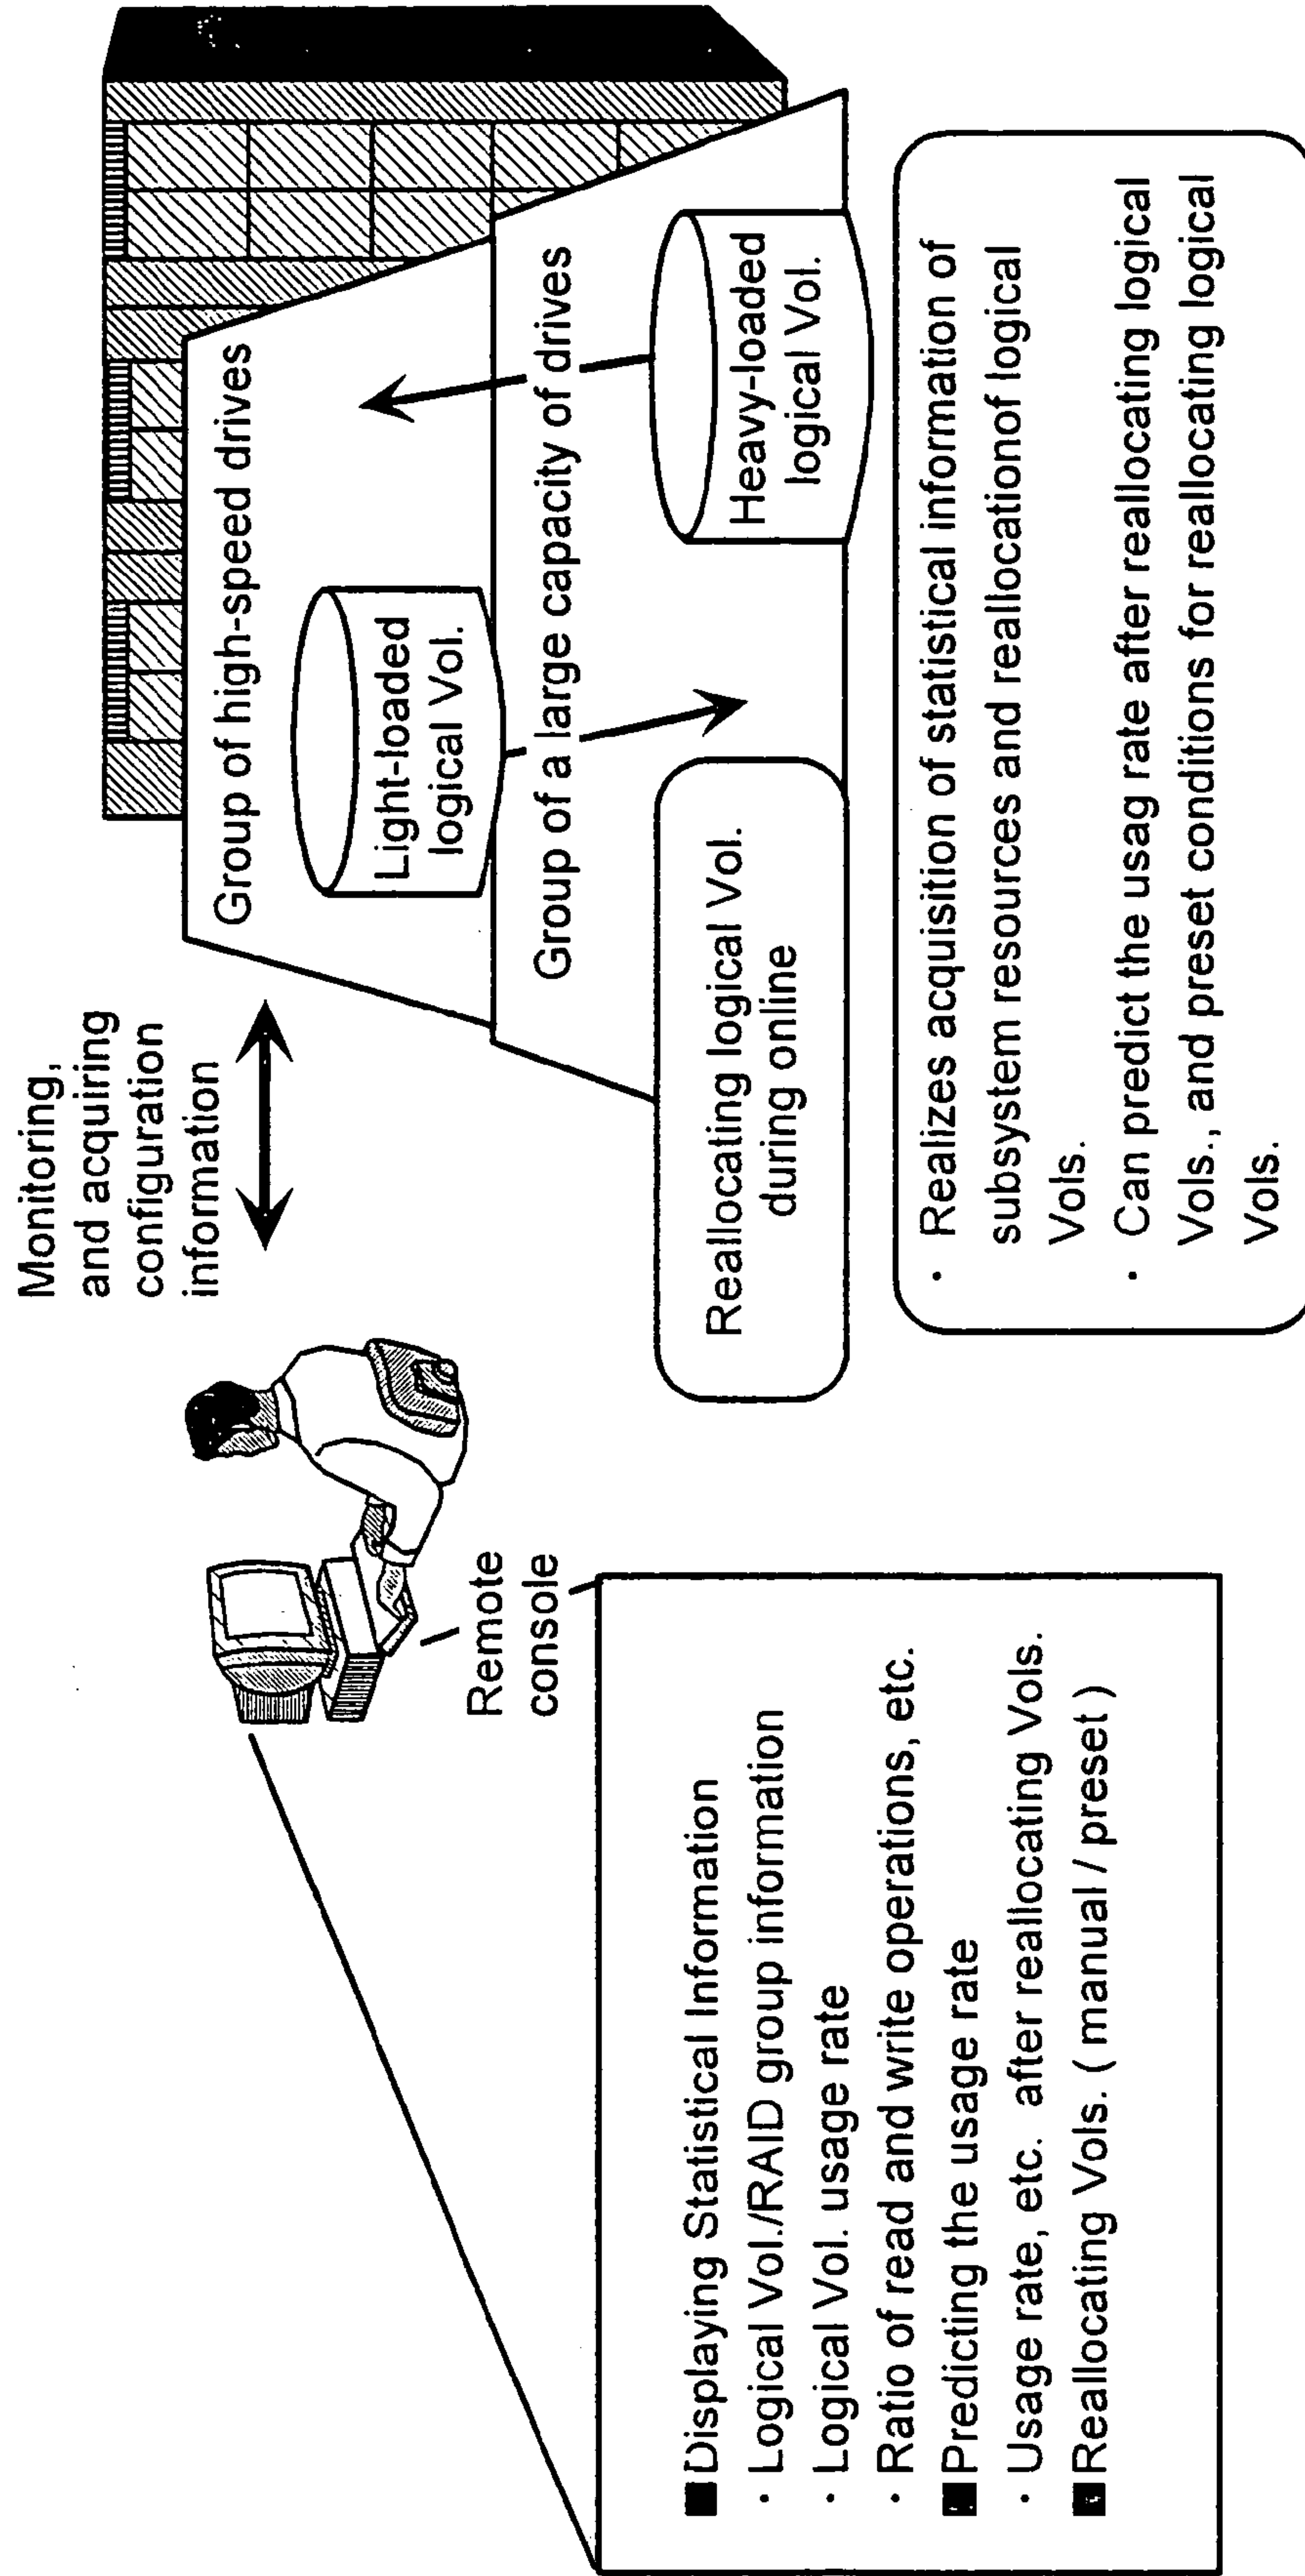 Monitoring,
and acquiring
configuration
information
Group of high-speed drives
Light-loaded
logical Vol.
Group of a large capacity of drives
Heavy-loaded
logical Vol.
Reallocating logical Vol.
during online
Remote
console
■ Displaying Statistical Information
· Logical Vol./RAID group information
· Logical Vol. usage rate
· Ratio of read and write operations, etc.
■ Predicting the usage rate
· Usage rate, etc. after reallocating Vols.
■ Reallocating Vols. ( manual / preset )
· Realizes acquisition of statistical information of
subsystem resources and reallocationof logical
Vols.
· Can predict the usag rate after reallocating logical
Vols., and preset conditions for reallocating logical
Vols.